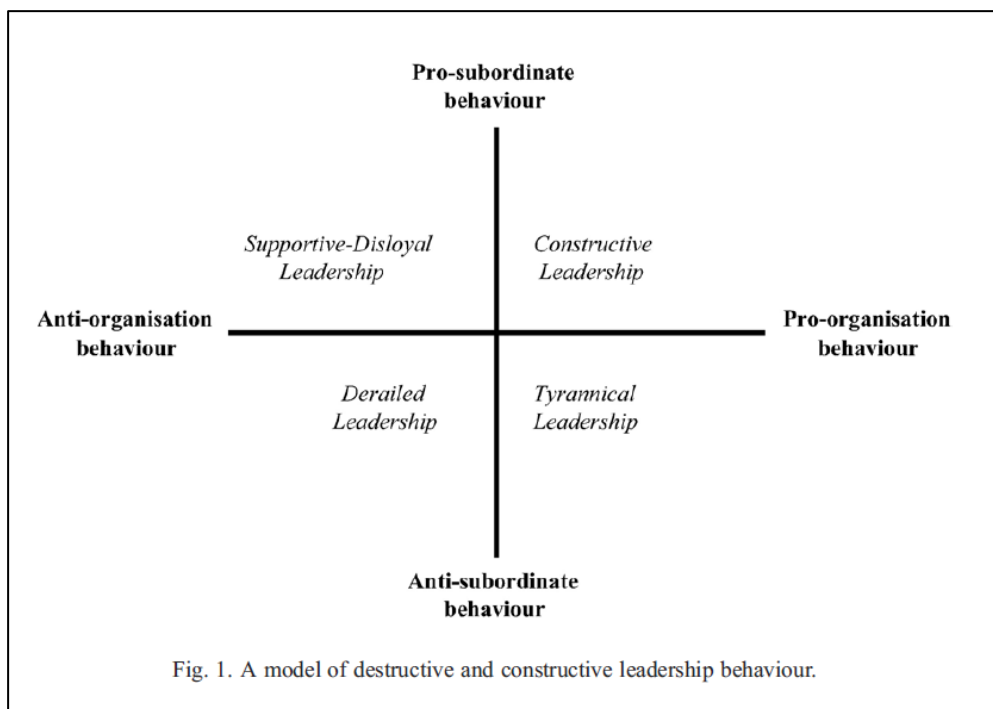 Pro-subordinate
behaviour
Supportive-Disloyal
Leadership
Constructive
Leadership
Anti-organisation
behaviour
Pro-organisation
behaviour
Derailed
Leadership
Tyrannical
Leadership
Anti-subordinate
behaviour
Fig. 1. A model of destructive and constructive leadership behaviour.